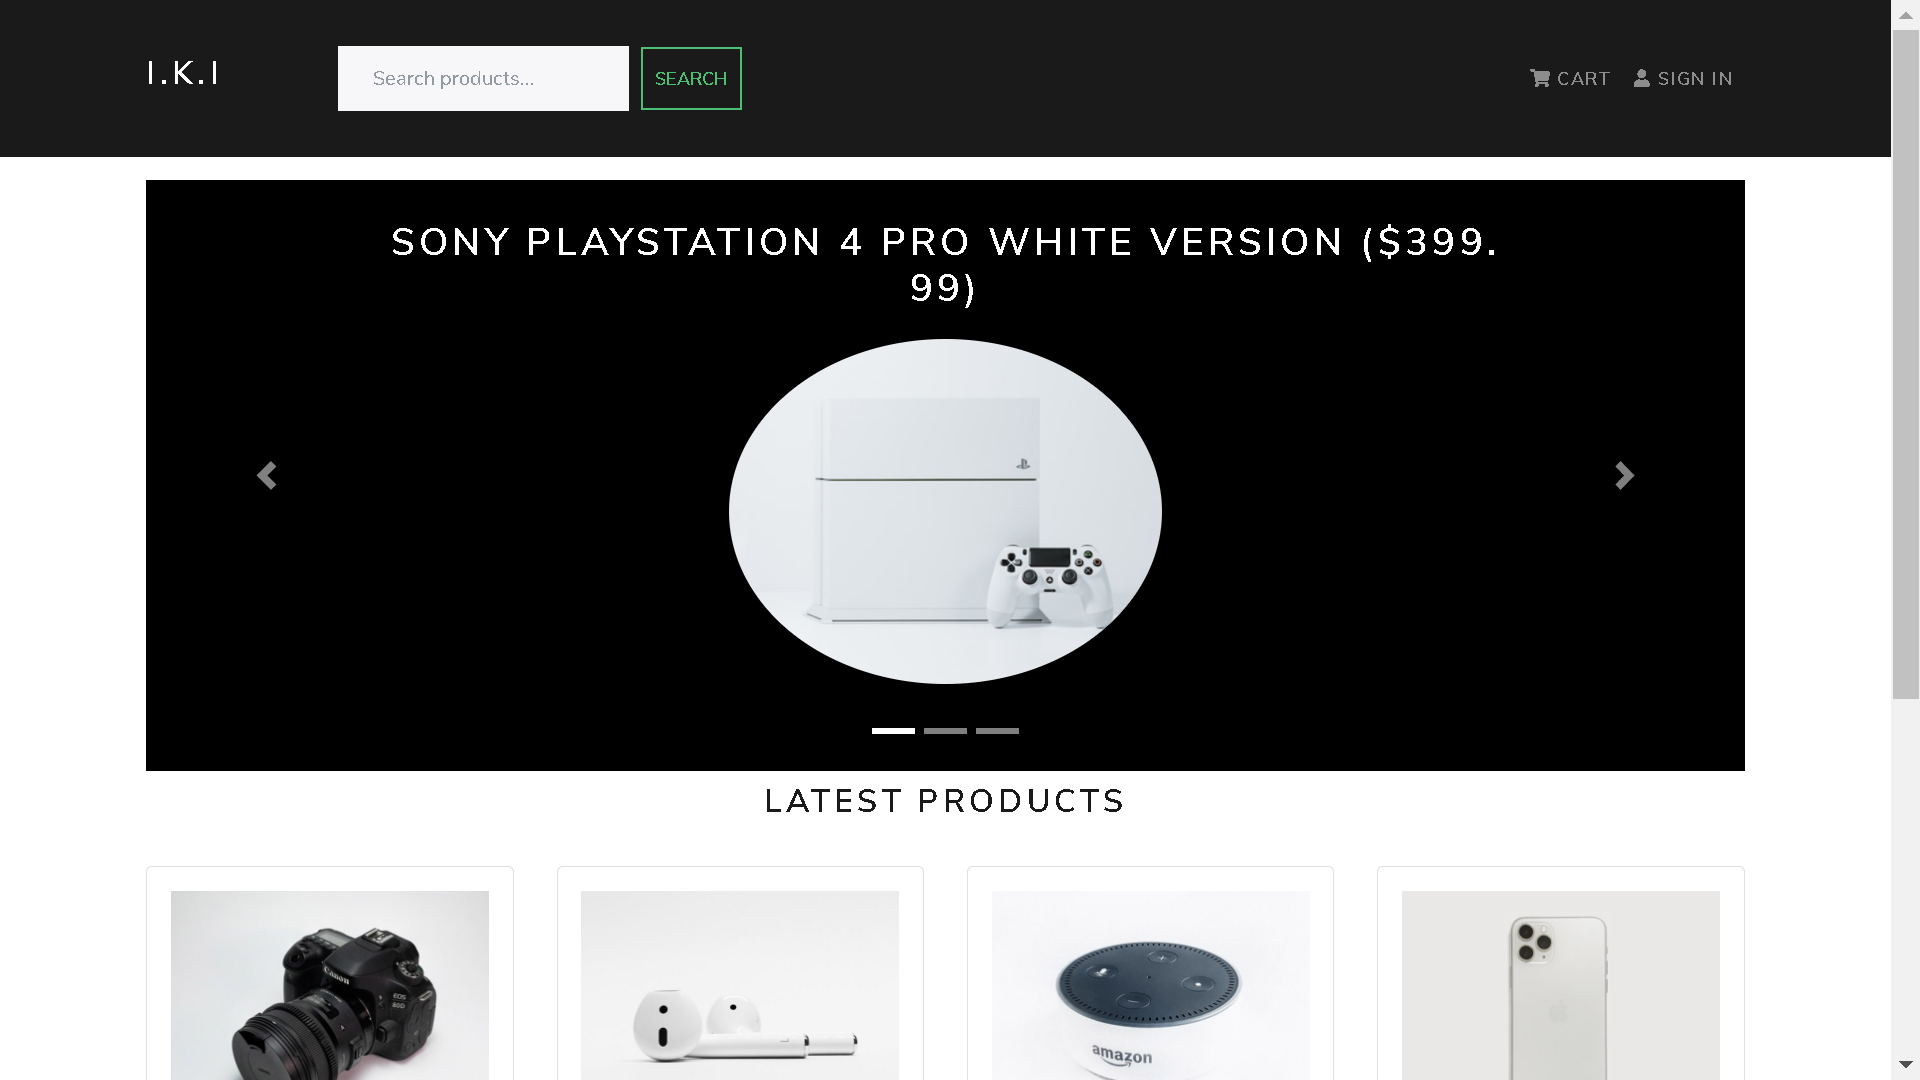 I.K.I
Search products...
SEARCH
CART
SIGN IN
SONY PLAYSTATION 4 PRO WHITE VERSION ($399.
99)
LATEST PRODUCTS
Canon
EOS
80D
amazon